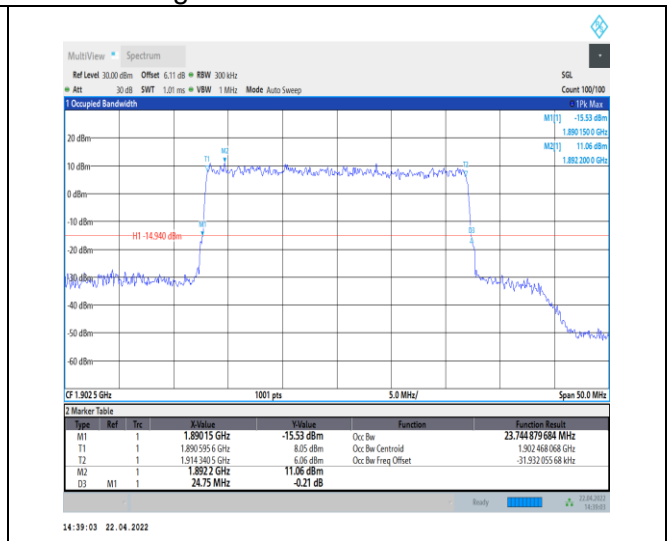 MultiView Spectrum
Ref Level 30.00 dBm Offset 6.11 dB RBW 300 kHz SGL
Att 30 dB SWT 1.01 ms VBW 1 MHz Mode Auto Sweep Count 100/100
1 Occupied Bandwidth 1Pk Max
M1[1] -15.53 dBm
1.890 150 0 GHz
M2[1] 11.06 dBm
1.892 200 0 GHz
20 dBm
M2
T1 T2
10 dBm
0 dBm
-10 dBm
M1 D3
H1 -14.940 dBm
-20 dBm
-30 dBm
-40 dBm
-50 dBm
-60 dBm
CF 1.902 5 GHz 1001 pts 5.0 MHz/ Span 50.0 MHz
2 Marker Table
Type Ref Trc X-Value Y-Value Function Function Result
M1 1 1.89015 GHz -15.53 dBm Occ Bw 23.744 879 684 MHz
T1 1 1.890 595 6 GHz 8.05 dBm Occ Bw Centroid 1.902 468 068 GHz
T2 1 1.914 340 5 GHz 6.06 dBm Occ Bw Freq Offset -31.932 055 68 kHz
M2 1 1.892 2 GHz 11.06 dBm
D3 M1 1 24.75 MHz -0.21 dB
Ready 22.04.2022
14:39:03
14:39:03 22.04.2022